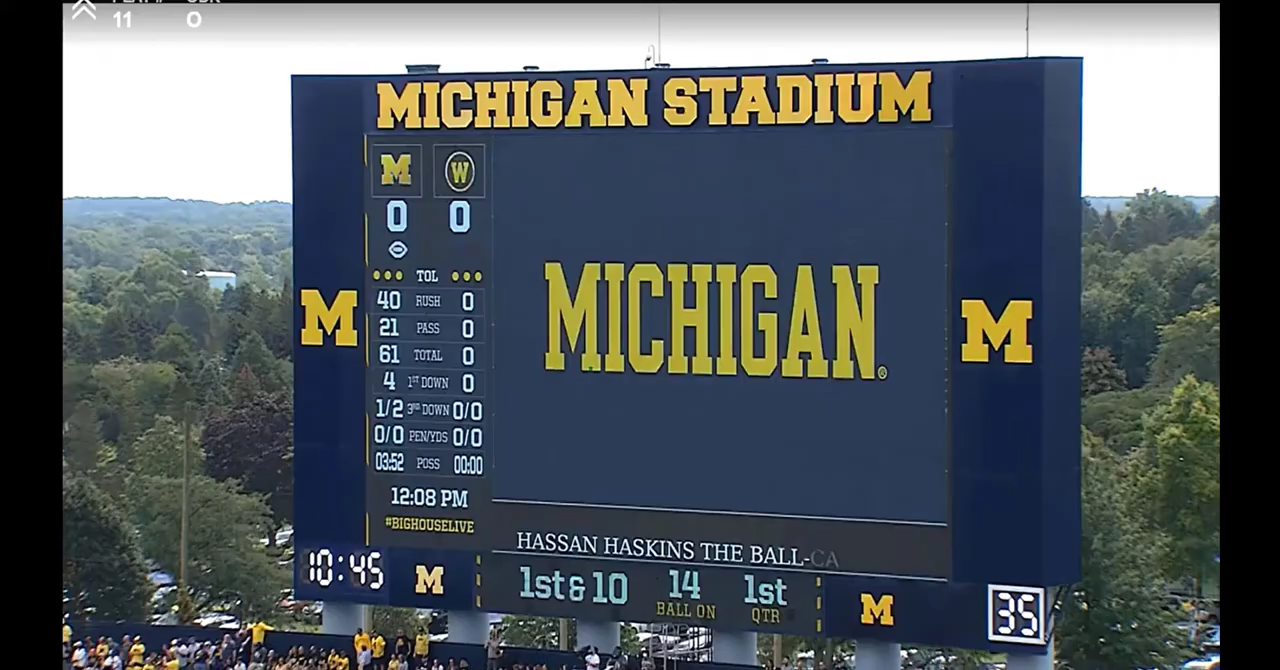 11 0
MICHIGAN STADIUM
M W
0 0
TOL
40 RUSH 0
21 PASS 0
61 TOTAL 0
4 1ST DOWN 0
1/2 3RD DOWN 0/0
0/0 PEN/YDS 0/0
03:52 POSS 00:00
12:08 PM
#BIGHOUSELIVE
MICHIGAN®
M
M
HASSAN HASKINS THE BALL-CA
10:45
M
1st & 10
14
BALL ON
1st
QTR
M
35